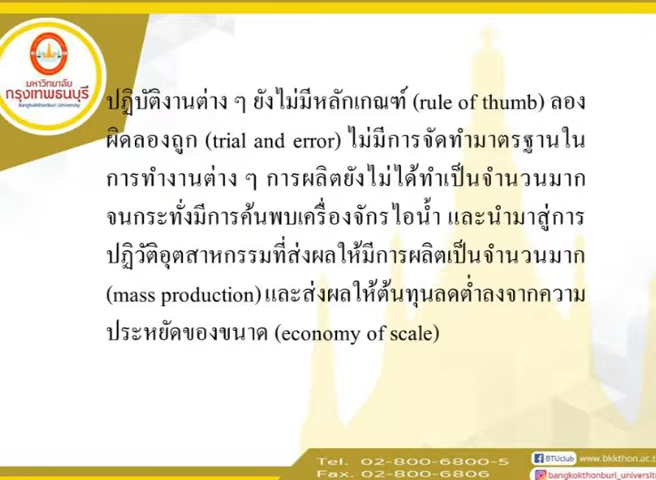 มหาวิทยาลัย
กรุงเทพธนบุรี
Bangkokthonburi University
ปฏิบัติงานต่าง ๆ ยังไม่มีหลักเกณฑ์ (rule of thumb) ลอง
ผิดลองถูก (trial and error) ไม่มีการจัดทำมาตรฐานใน
การทำงานต่าง ๆ การผลิตยังไม่ได้ทำเป็นจำนวนมาก
จนกระทั่งมีการค้นพบเครื่องจักรไอน้ำ และนำมาสู่การ
ปฏิวัติอุตสาหกรรมที่ส่งผลให้มีการผลิตเป็นจำนวนมาก
(mass production) และส่งผลให้ต้นทุนลดต่ำลงจากความ
ประหยัดของขนาด (economy of scale)
Tel. 02-800-6800-5
Fax. 02-800-6806
BTUclub www.bkkthon.ac.t
bangkokthonburi_university